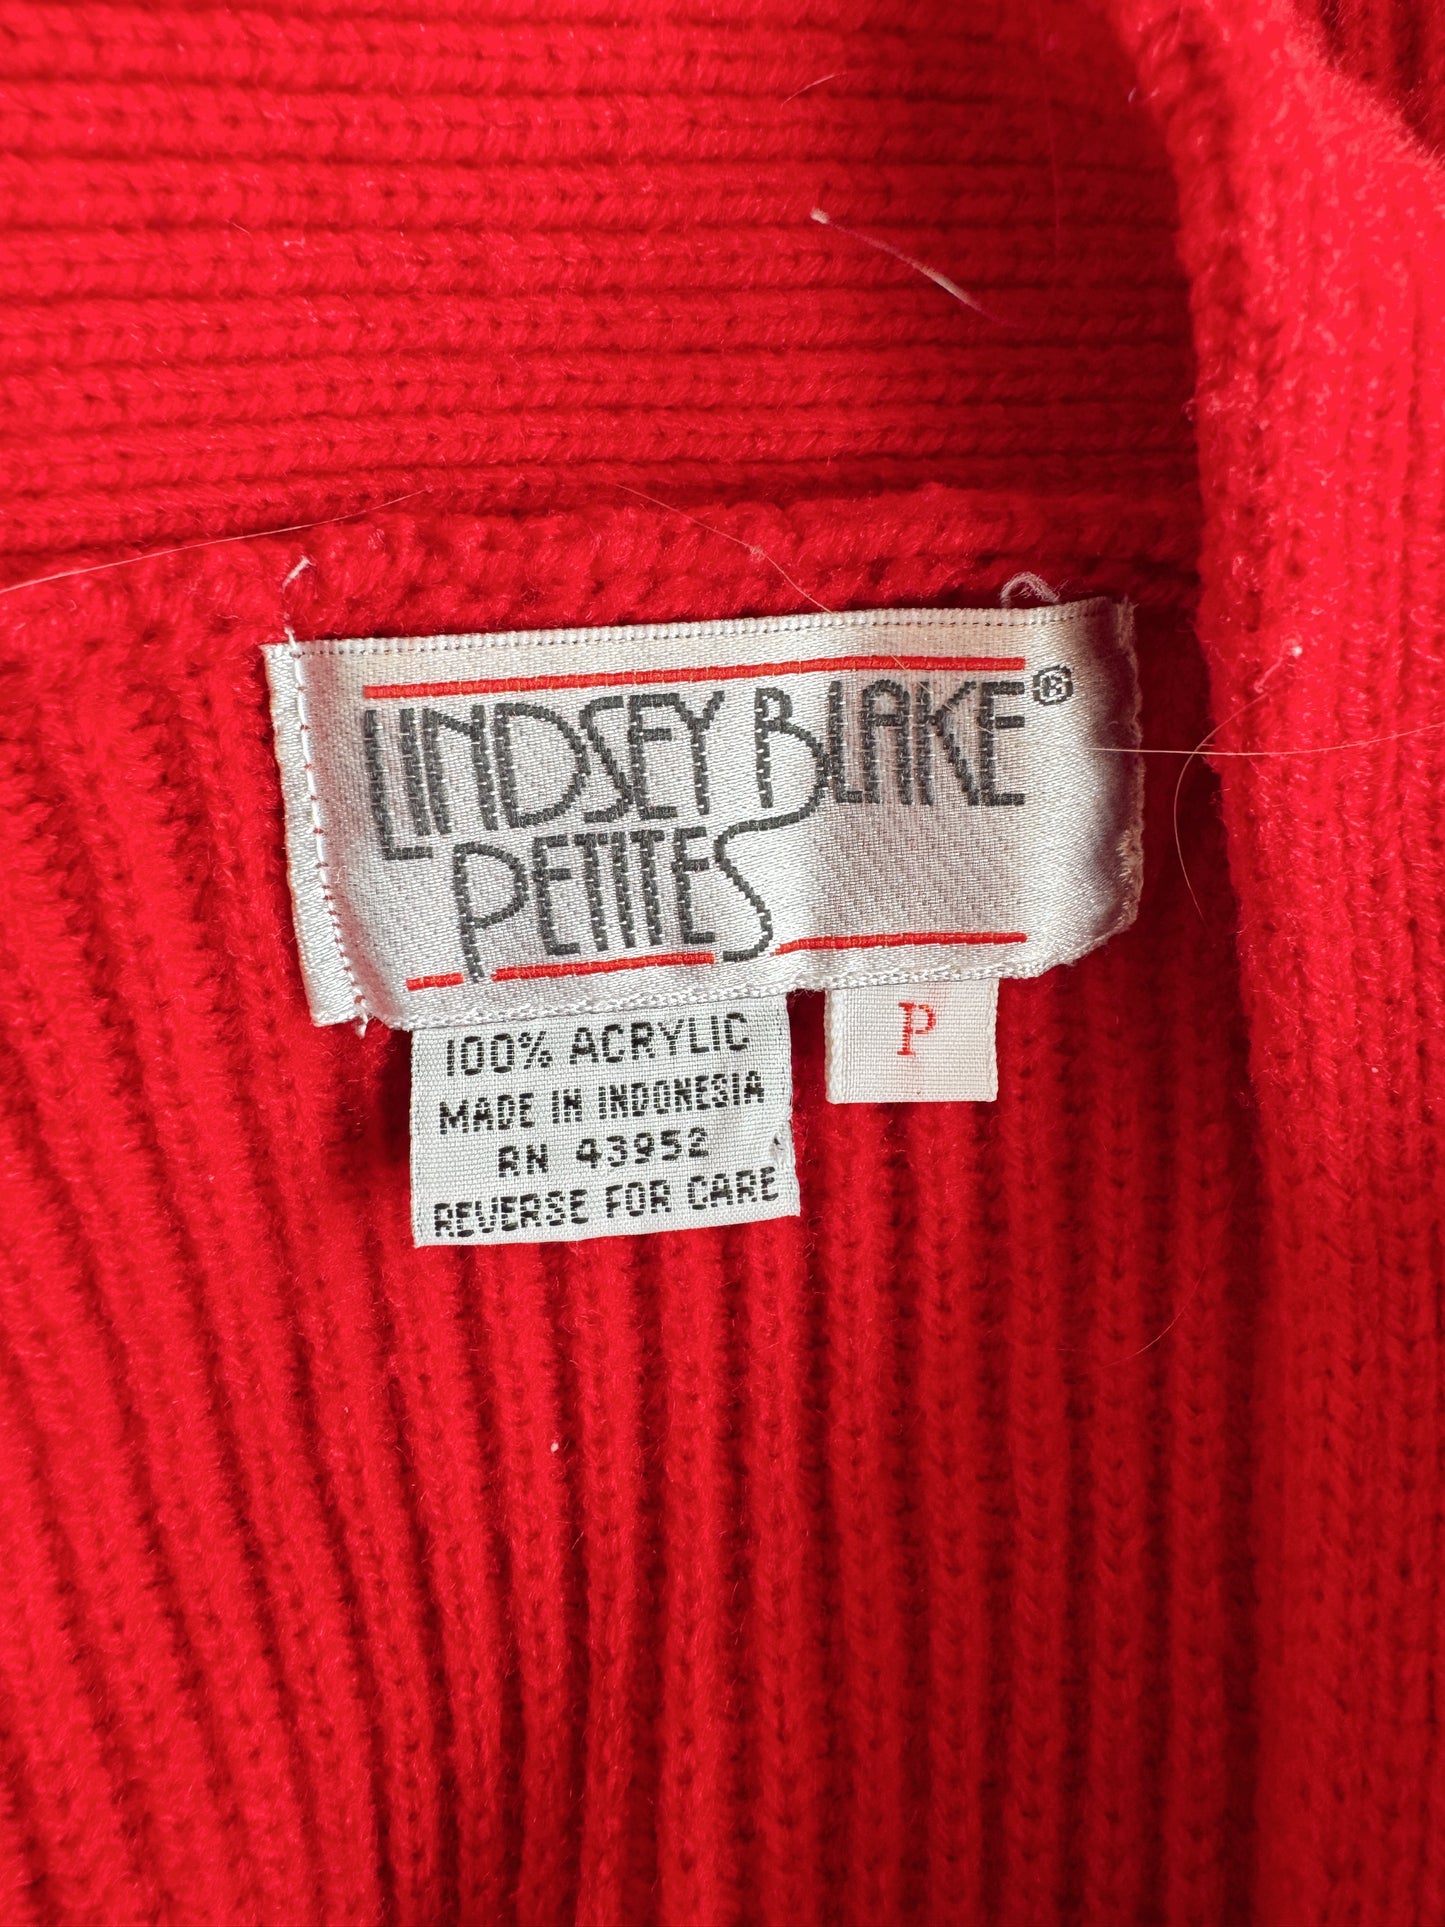 LINDSEY BLAKE®
PETITES
P
100% ACRYLIC
MADE IN INDONESIA
RN 43952
REVERSE FOR CARE